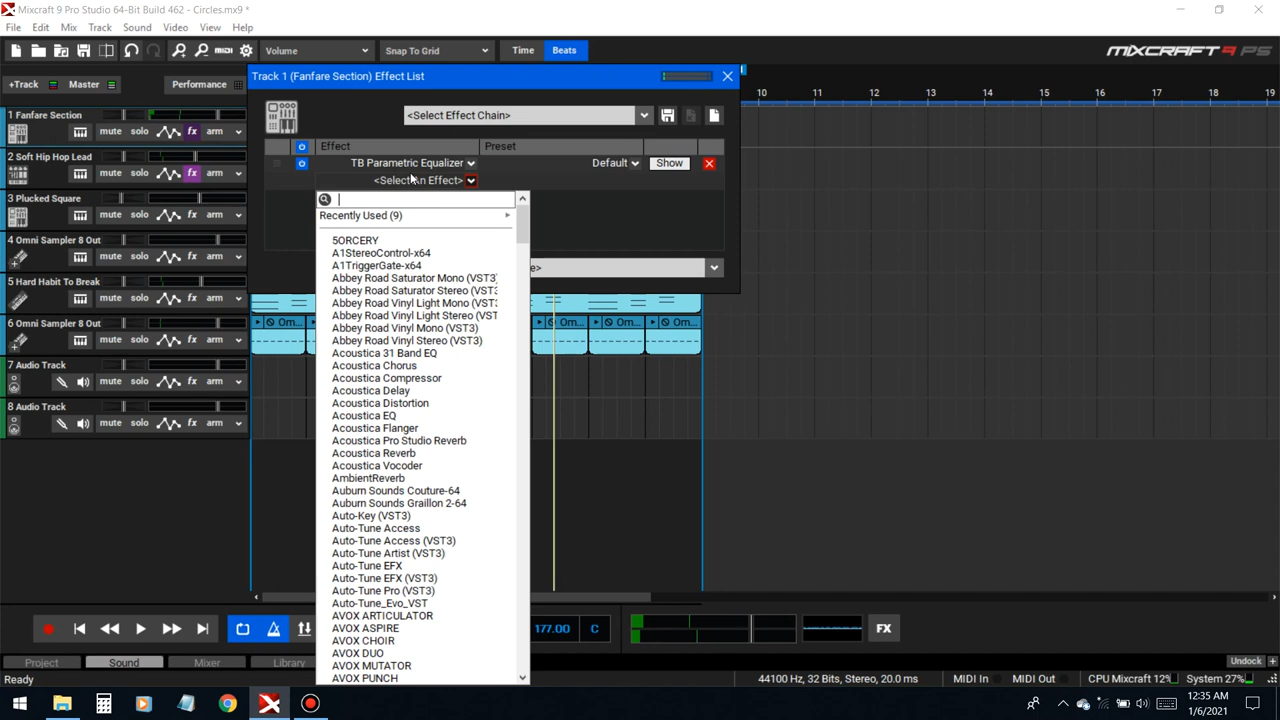 Mixcraft 9 Pro Studio 64-Bit Build 462 - Circles.mx9 *
File Edit Mix Track Sound Video View Help
Volume Snap To Grid Time Beats MIXCRAFT 9 PS
+Track Master Performance
Track 1 (Fanfare Section) Effect List
<Select Effect Chain>
Effect Preset
TB Parametric Equalizer Default Show
<Select An Effect>
Recently Used (9)
5ORCERY
A1StereoControl-x64
A1TriggerGate-x64
Abbey Road Saturator Mono (VST3)
Abbey Road Saturator Stereo (VST3
Abbey Road Vinyl Light Mono (VST3
Abbey Road Vinyl Light Stereo (VST
Abbey Road Vinyl Mono (VST3)
Abbey Road Vinyl Stereo (VST3)
Acoustica 31 Band EQ
Acoustica Chorus
Acoustica Compressor
Acoustica Delay
Acoustica Distortion
Acoustica EQ
Acoustica Flanger
Acoustica Pro Studio Reverb
Acoustica Reverb
Acoustica Vocoder
AmbientReverb
Auburn Sounds Couture-64
Auburn Sounds Graillon 2-64
Auto-Key (VST3)
Auto-Tune Access
Auto-Tune Access (VST3)
Auto-Tune Artist (VST3)
Auto-Tune EFX
Auto-Tune EFX (VST3)
Auto-Tune Pro (VST3)
Auto-Tune_Evo_VST
AVOX ARTICULATOR
AVOX ASPIRE
AVOX CHOIR
AVOX DUO
AVOX MUTATOR
AVOX PUNCH
e>
10 11 12 13 14 15 16 17 18 19
1 Fanfare Section
mute solo fx arm
2 Soft Hip Hop Lead
mute solo fx arm
3 Plucked Square
mute solo fx arm
4 Omni Sampler 8 Out
mute solo fx arm
5 Hard Habit To Break
mute solo fx arm
6 Omni Sampler 8 Out
mute solo fx arm
7 Audio Track
mute solo fx arm
8 Audio Track
mute solo fx arm
Om... Om... Om... Om...
177.00 C FX
Project Sound Mixer Library Undock
Ready 44100 Hz, 32 Bits, Stereo, 20.0 ms MIDI In MIDI Out CPU Mixcraft 12% System 27%
12:35 AM
1/6/2021